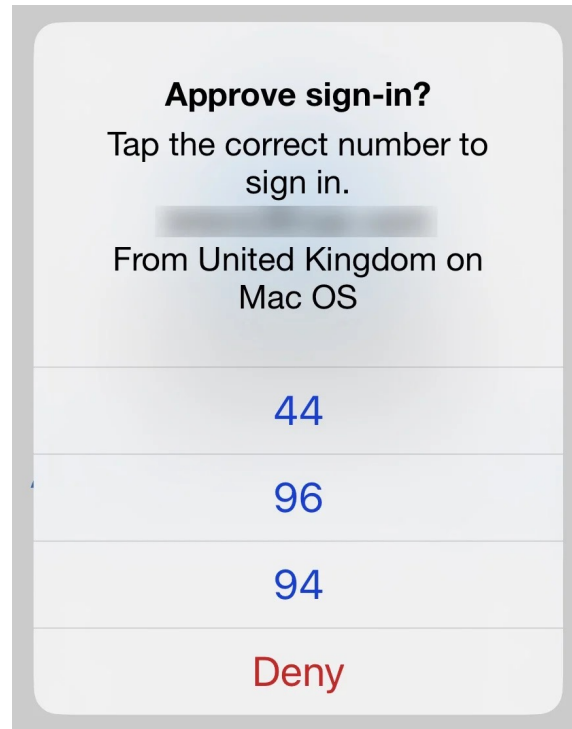 Approve sign-in?
Tap the correct number to
sign in.
From United Kingdom on
Mac OS
44
96
94
Deny